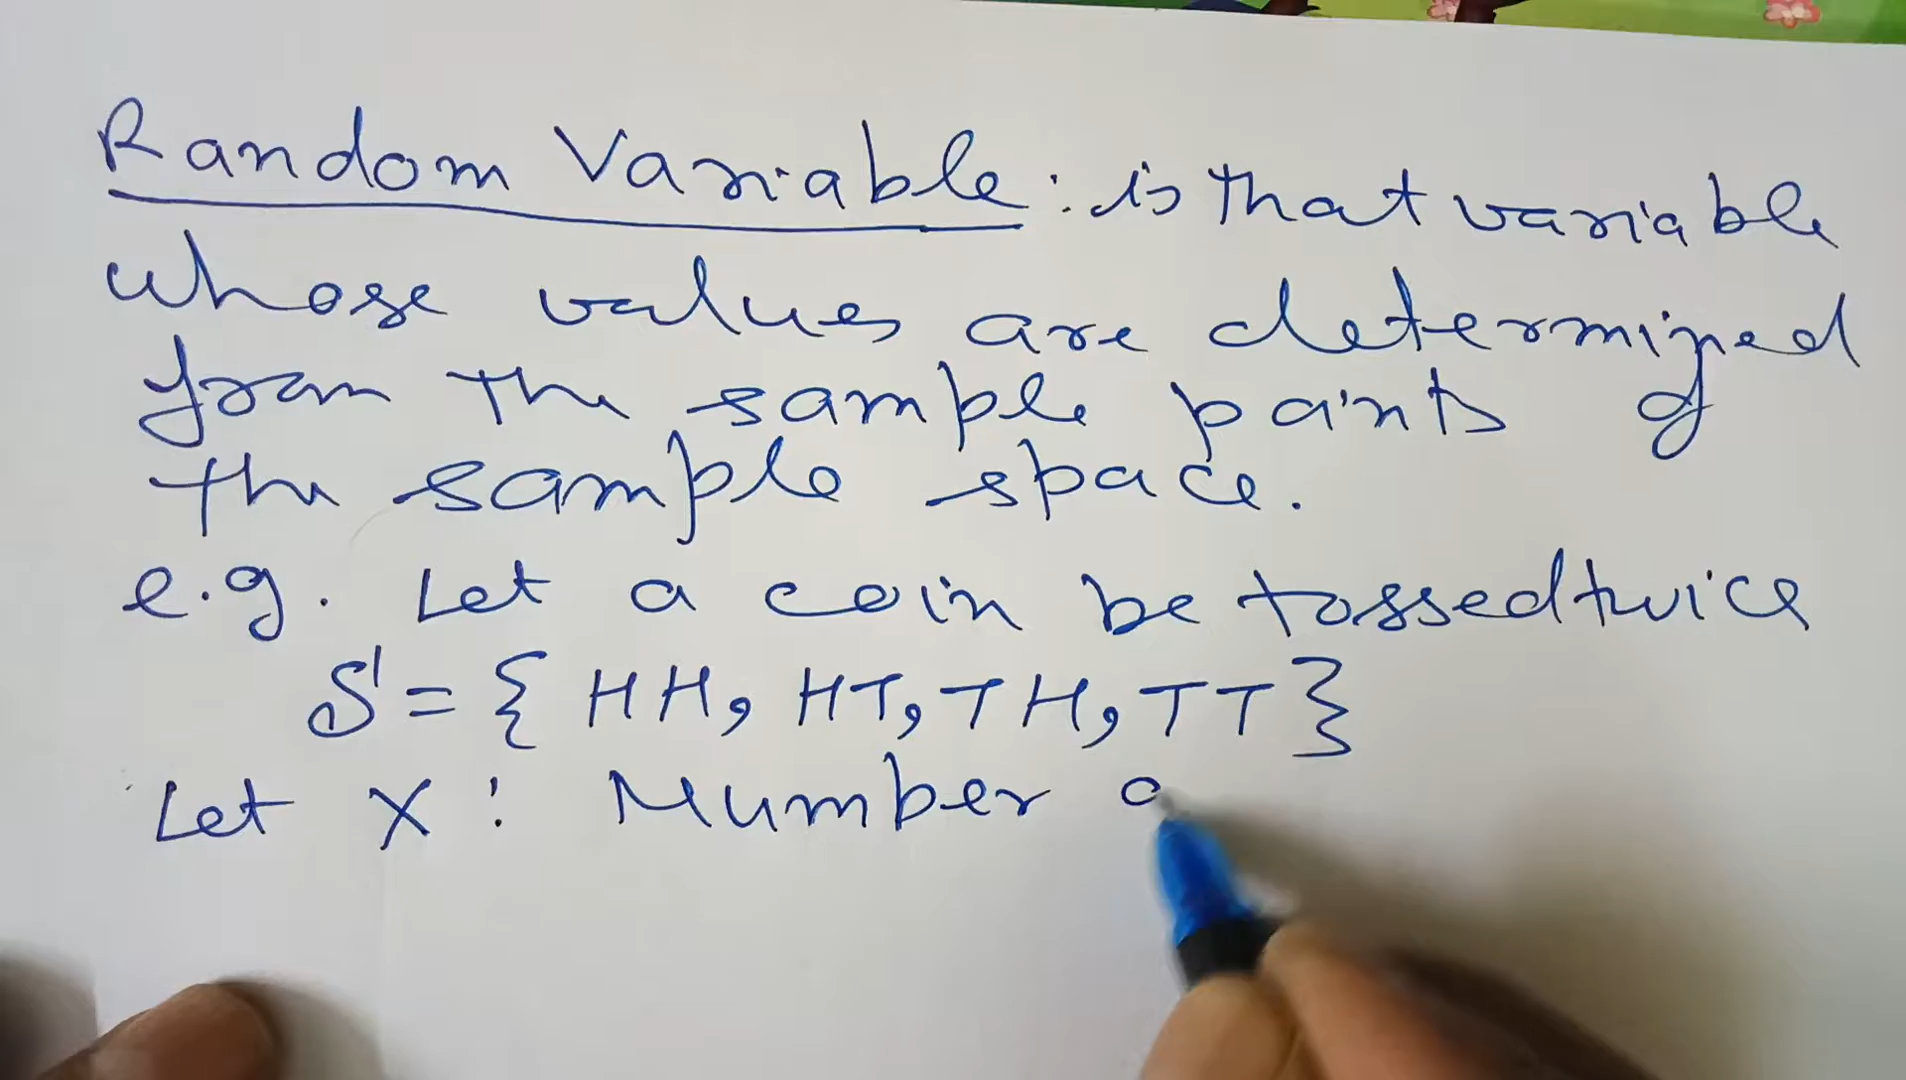 Random Variable : is that variable
whose values are determined
from the sample points of
the sample space.
e.g. Let a coin be tossed twice
S = { HH, HT, TH, TT }
Let X : Number o